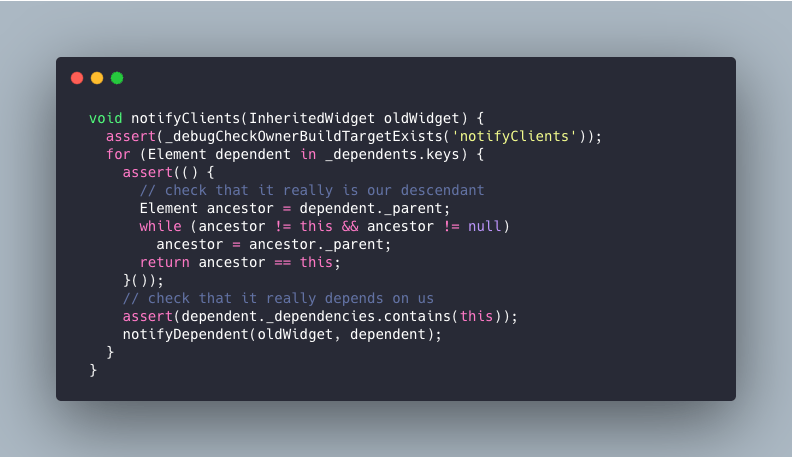 void notifyClients(InheritedWidget oldWidget) {
  assert(_debugCheckOwnerBuildTargetExists('notifyClients'));
  for (Element dependent in _dependents.keys) {
    assert(() {
      // check that it really is our descendant
      Element ancestor = dependent._parent;
      while (ancestor != this && ancestor != null)
        ancestor = ancestor._parent;
      return ancestor == this;
    }());
    // check that it really depends on us
    assert(dependent._dependencies.contains(this));
    notifyDependent(oldWidget, dependent);
  }
}